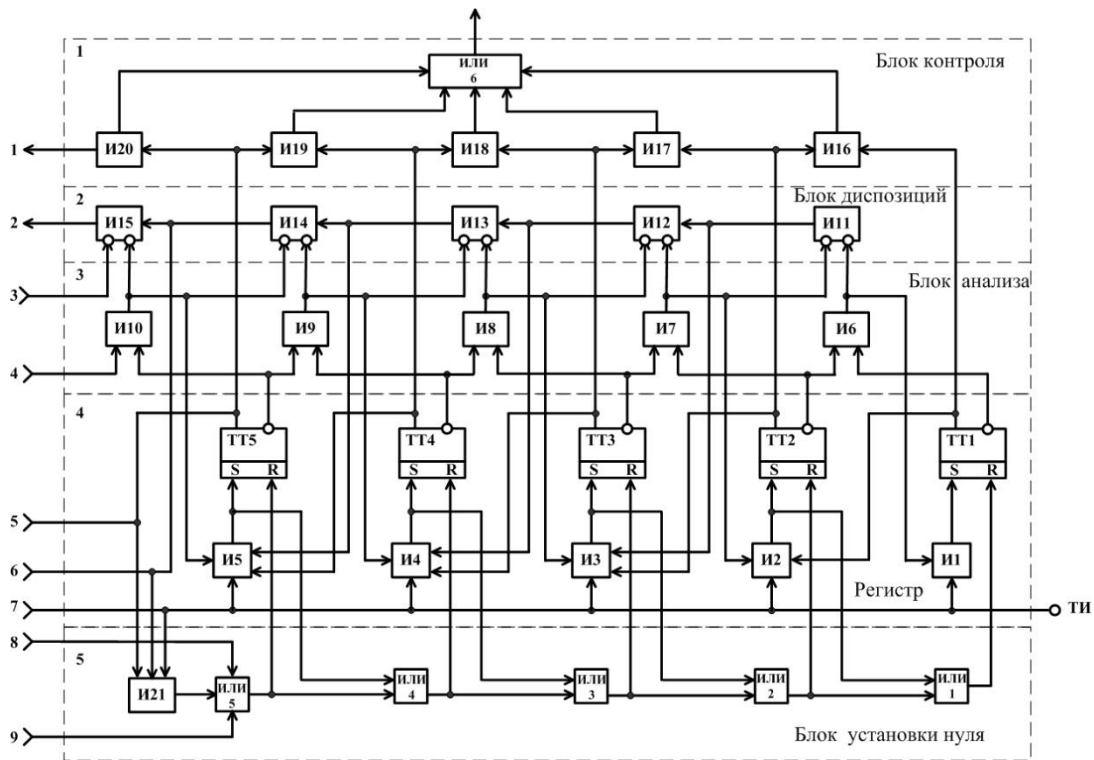 1
ИЛИ
6
Блок контроля
1
И20
И19
И18
И17
И16
2
Блок диспозиций
2
И15
И14
И13
И12
И11
3
Блок анализа
3
И10
И9
И8
И7
И6
4
4
ТТ5
ТТ4
ТТ3
ТТ2
ТТ1
S R
S R
S R
S R
S R
5
И5
И4
И3
И2
И1
6
Регистр
7
ТИ
8
5
И21
ИЛИ
5
ИЛИ
4
ИЛИ
3
ИЛИ
2
ИЛИ
1
9
Блок установки нуля